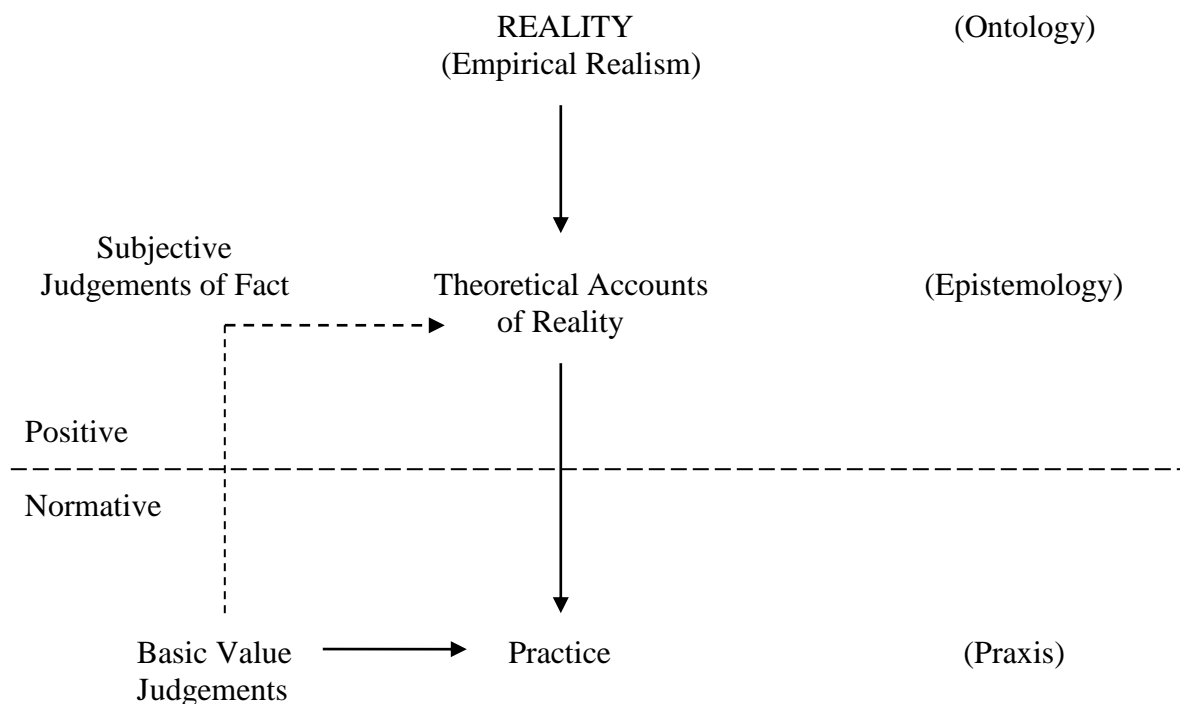 REALITY (Ontology)
(Empirical Realism)
Subjective
Judgements of Fact Theoretical Accounts (Epistemology)
of Reality
Positive
Normative
Basic Value Practice (Praxis)
Judgements